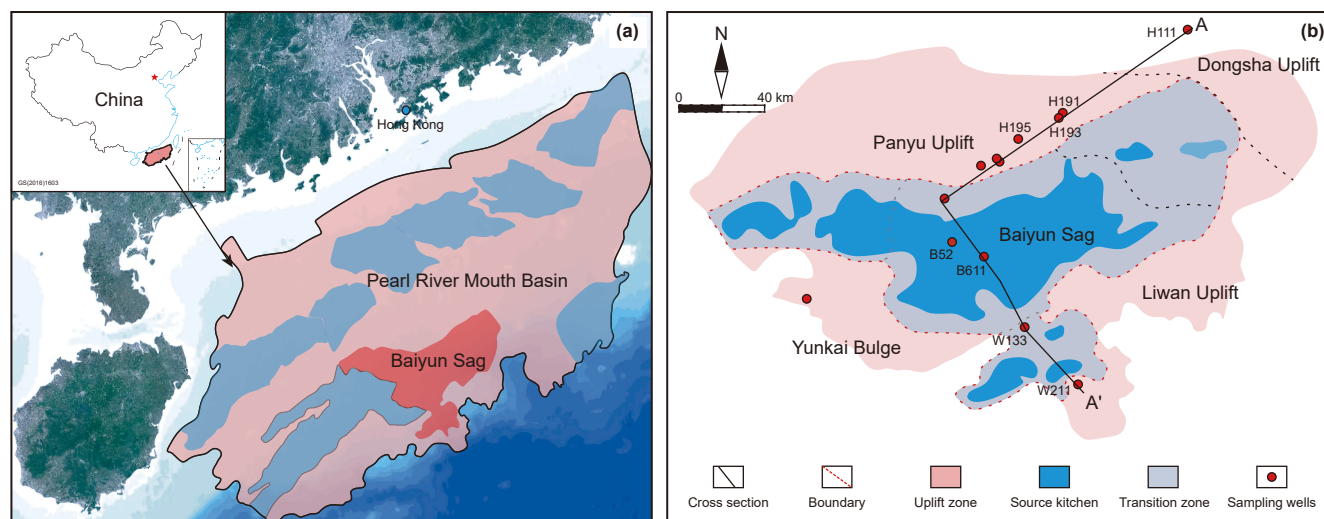 (a)
China
GS(2016)1603
Hong Kong
Pearl River Mouth Basin
Baiyun Sag
(b)
N
0
40 km
H111
A
Dongsha Uplift
H191
H193
H195
Panyu Uplift
Baiyun Sag
B52
B611
Liwan Uplift
W133
Yunkai Bulge
W211
A'
Cross section
Boundary
Uplift zone
Source kitchen
Transition zone
Sampling wells